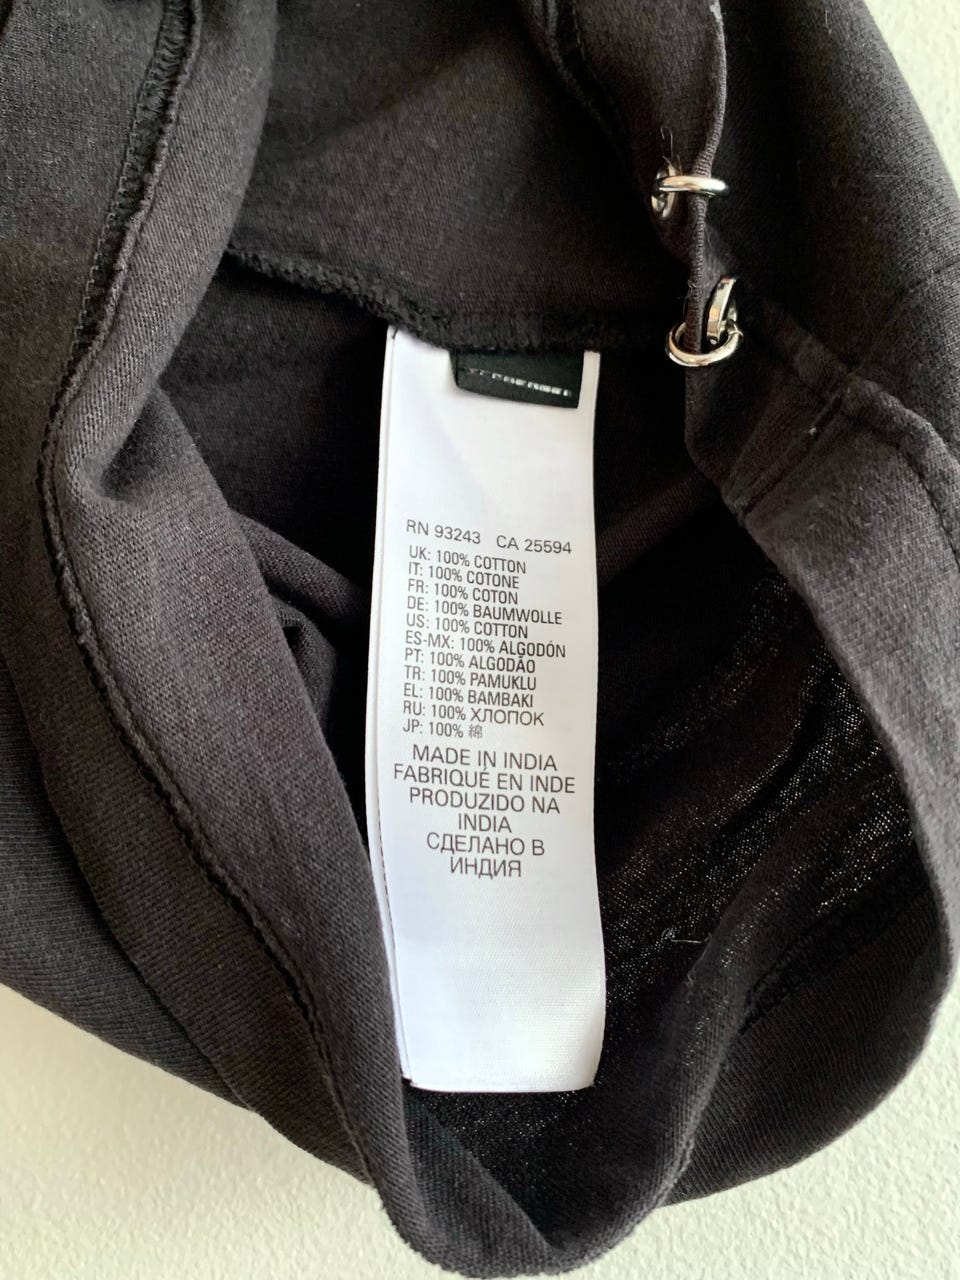 RN 93243 CA 25594
UK: 100% COTTON
IT: 100% COTONE
FR: 100% COTON
DE: 100% BAUMWOLLE
US: 100% COTTON
ES-MX: 100% ALGODÓN
PT: 100% ALGODÃO
TR: 100% PAMUKLU
EL: 100% BAMBAKI
RU: 100% ХЛОПОК
JP: 100% 綿
MADE IN INDIA
FABRIQUÉ EN INDE
PRODUZIDO NA
INDIA
СДЕЛАНО В
ИНДИЯ